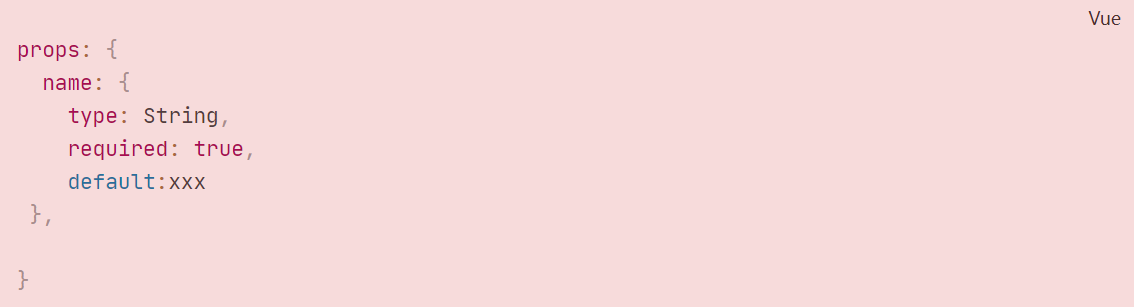 Vue
props: {
  name: {
    type: String,
    required: true,
    default:xxx
 },

}